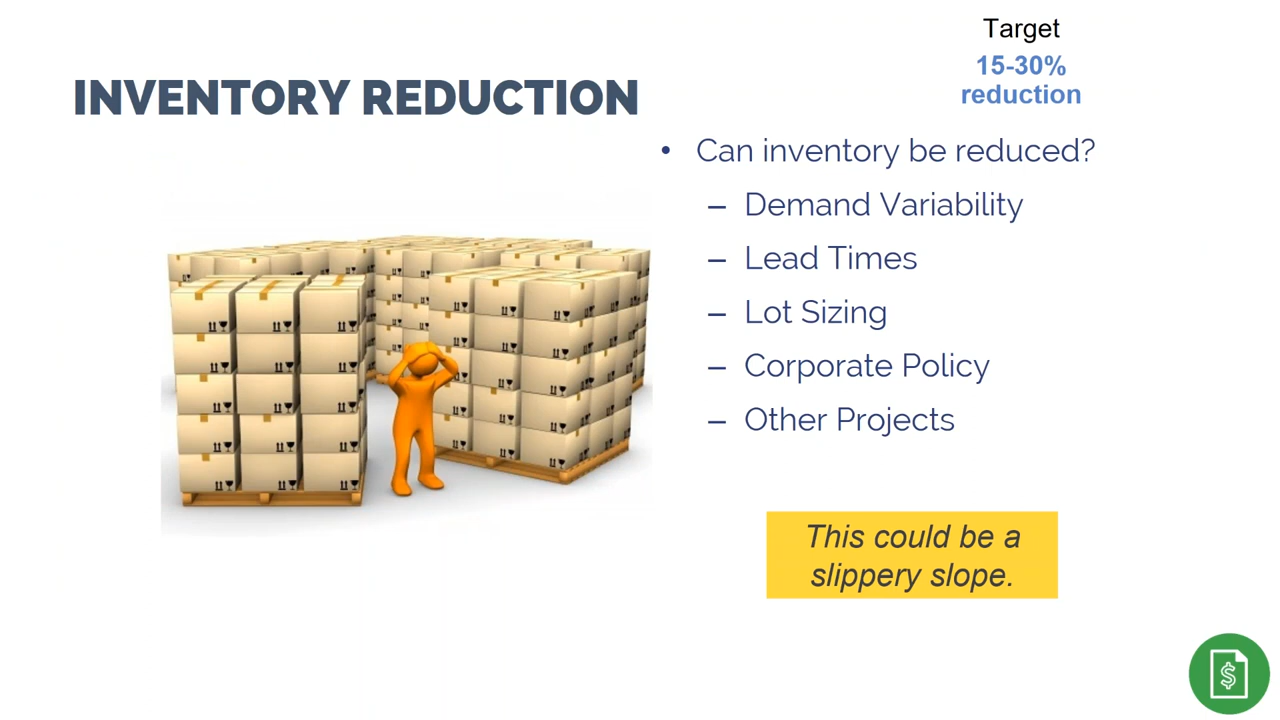 Target
15-30%
reduction
INVENTORY REDUCTION
• Can inventory be reduced?
– Demand Variability
– Lead Times
– Lot Sizing
– Corporate Policy
– Other Projects
This could be a
slippery slope.
$